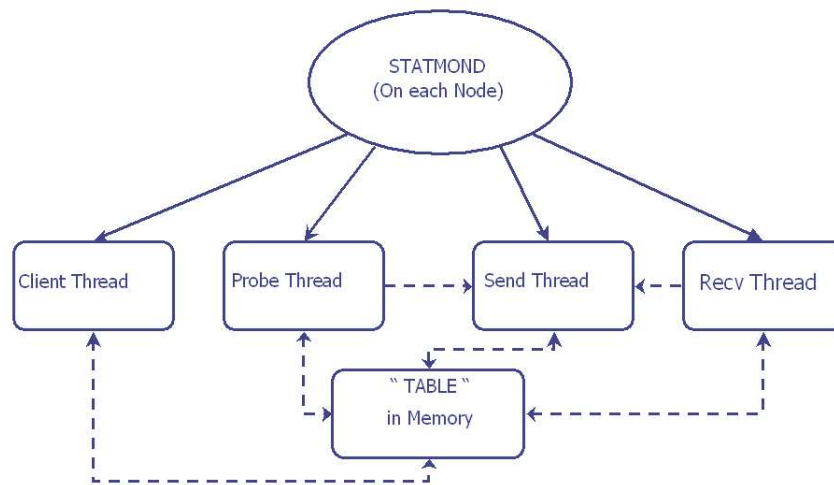 STATMOND
(On each Node)
Client Thread
Probe Thread
Send Thread
Recv Thread
“ TABLE “
in Memory